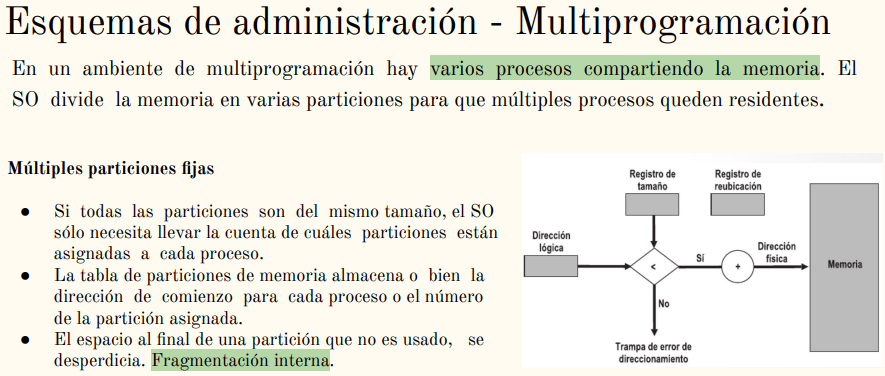 Esquemas de administración - Multiprogramación
En un ambiente de multiprogramación hay varios procesos compartiendo la memoria. El
SO divide la memoria en varias particiones para que múltiples procesos queden residentes.
Múltiples particiones fijas
● Si todas las particiones son del mismo tamaño, el SO
sólo necesita llevar la cuenta de cuáles particiones están
asignadas a cada proceso.
● La tabla de particiones de memoria almacena o bien la
dirección de comienzo para cada proceso o el número
de la partición asignada.
● El espacio al final de una partición que no es usado, se
desperdicia. Fragmentación interna.
Registro de
tamaño
Registro de
reubicación
Dirección
lógica
<
Sí
+
Dirección
física
Memoria
No
Trampa de error de
direccionamiento